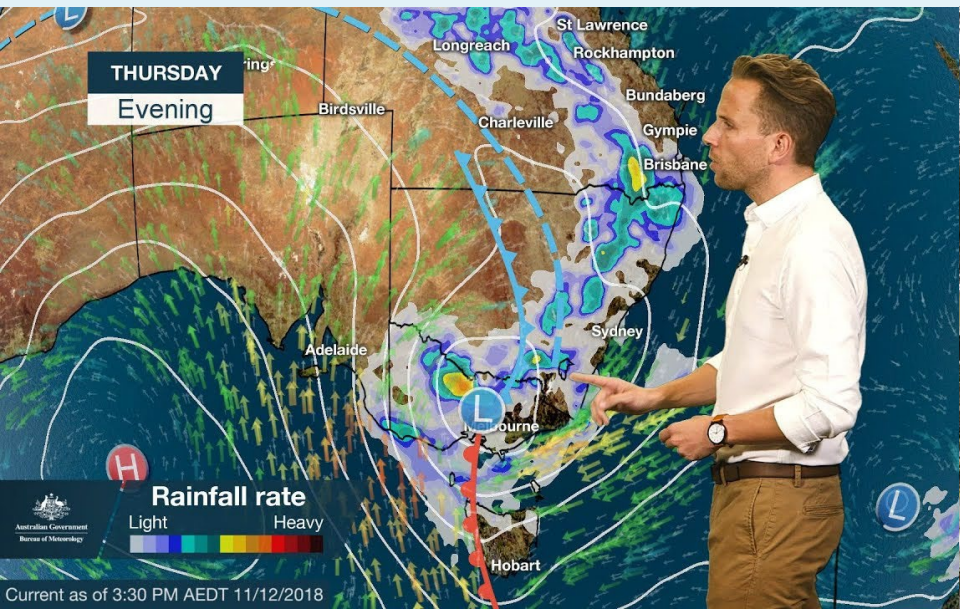 L
St Lawrence
Longreach
Rockhampton
THURSDAY
Evening
Birdsville
Bundaberg
Charleville
Gympie
Brisbane
Sydney
Adelaide
L
Melbourne
H
L
Rainfall rate
Light
Heavy
Australian Government
Bureau of Meteorology
Hobart
Current as of 3:30 PM AEDT 11/12/2018